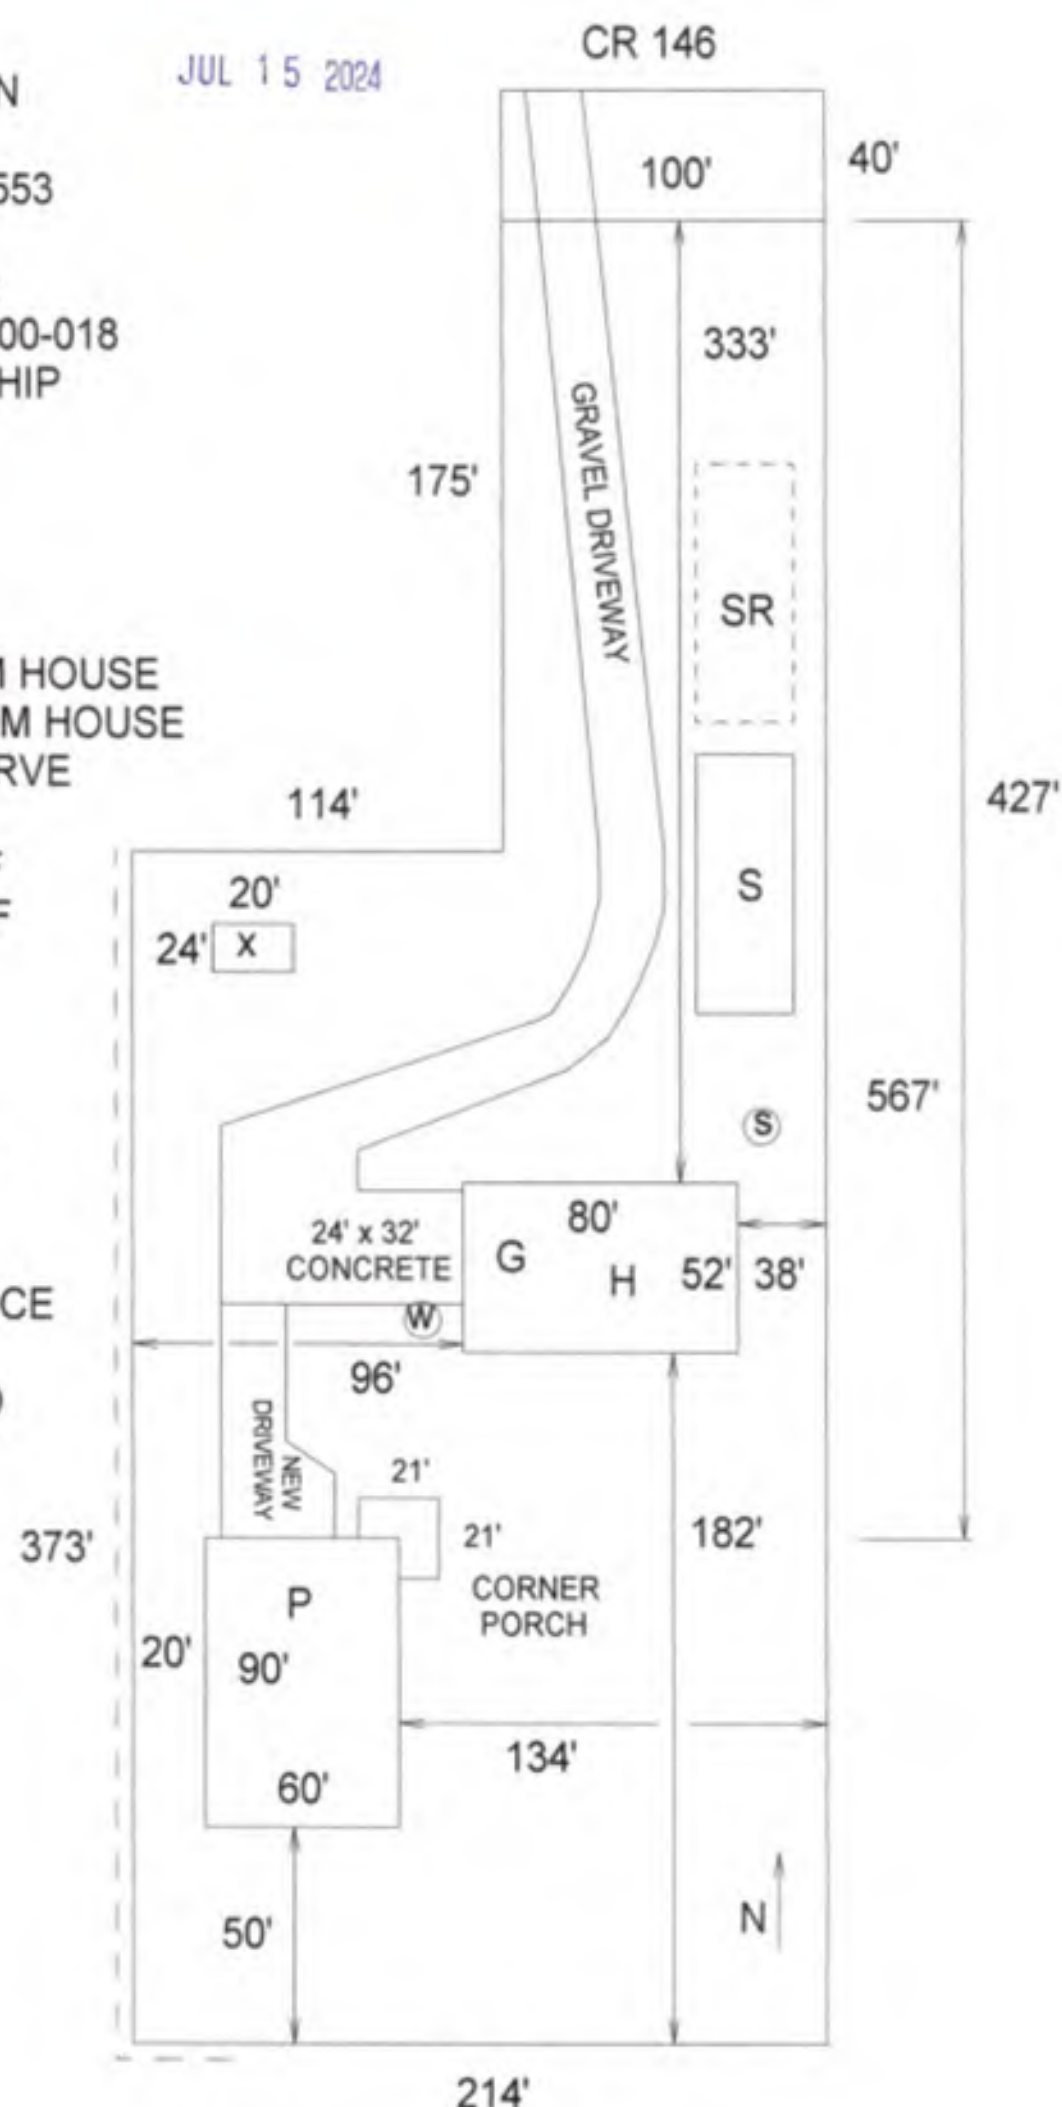 JUL 15 2024
CR 146
N
553
40'
100'
00-018
HIP
333'
GRAVEL DRIVEWAY
175'
SR
M HOUSE
M HOUSE
RVE
114'
427'
20'
24'
X
S
F
567'
S
80'
24' x 32'
CONCRETE
G
H
52'
38'
CE
W
96'
NEW
DRIVEWAY
21'
21'
373'
182'
P
CORNER
PORCH
20'
90'
134'
60'
50'
N
214'